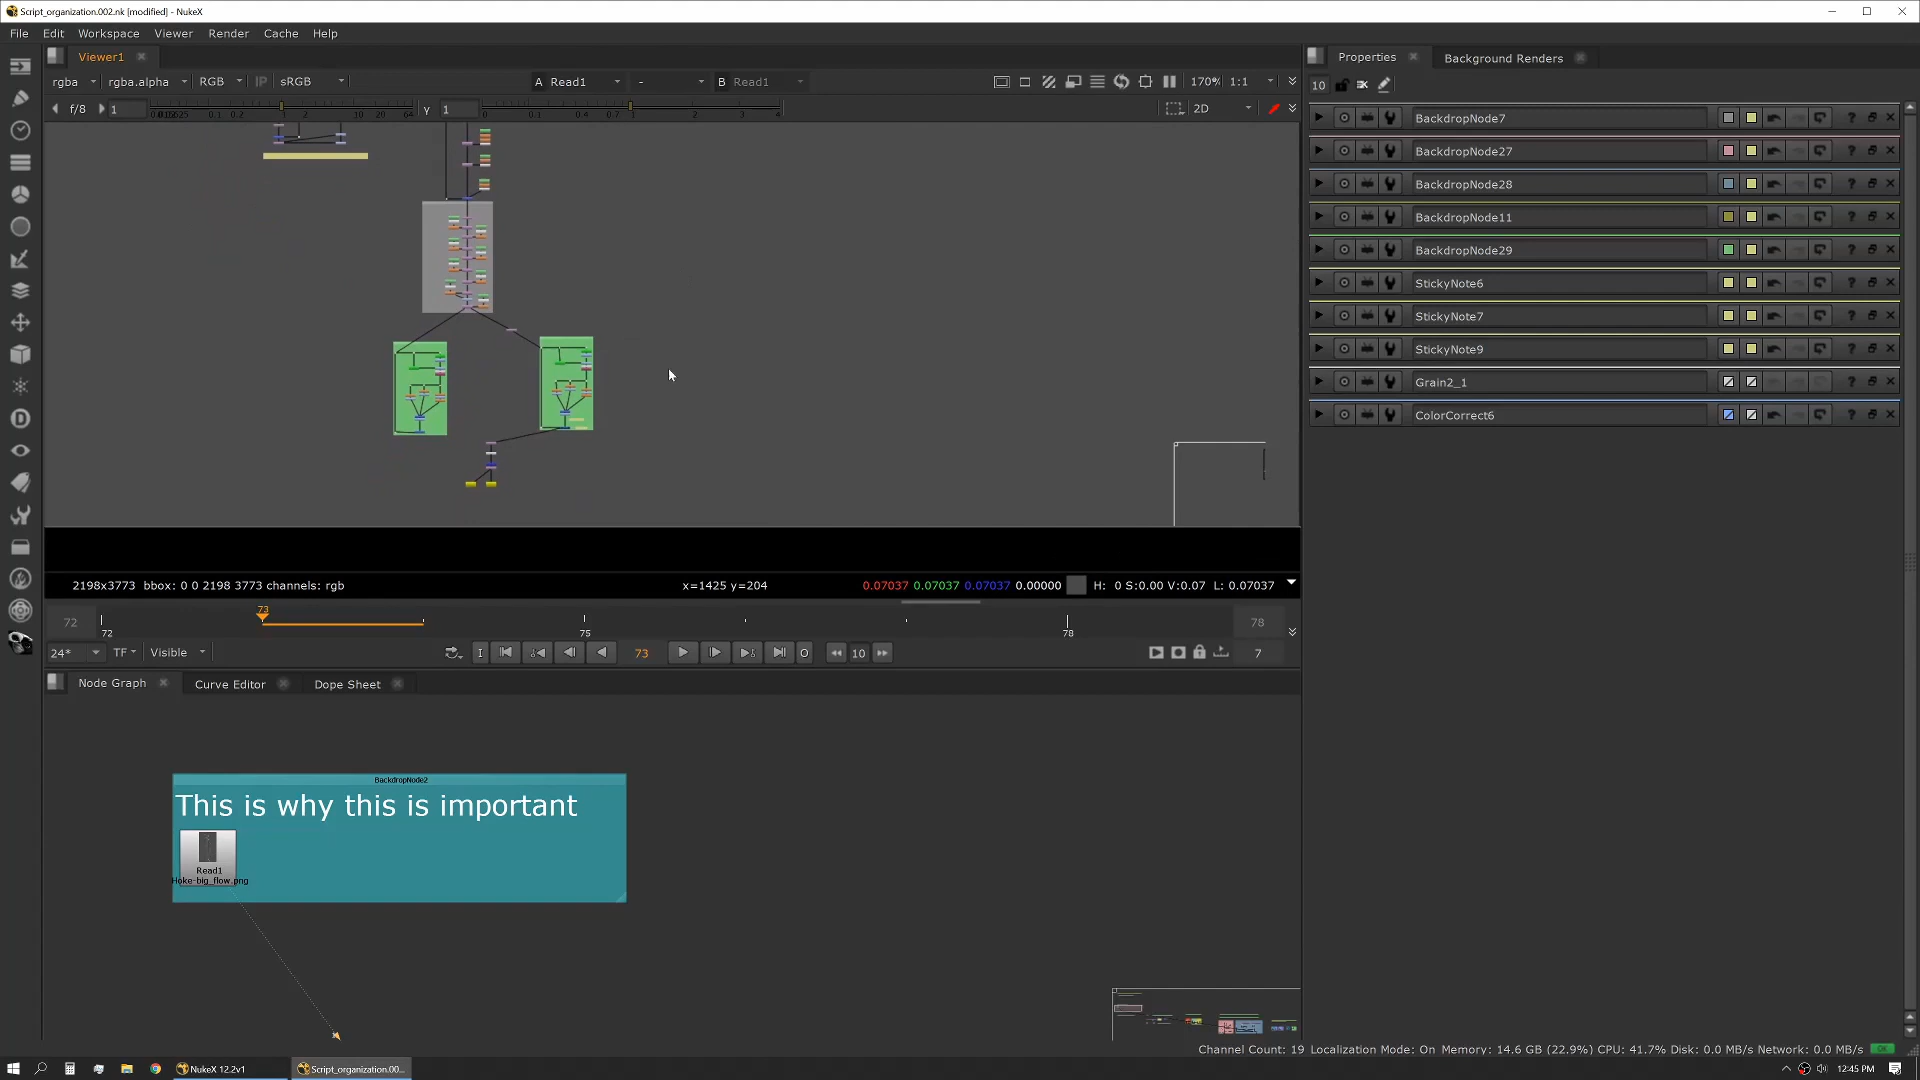 Script_organization.002.nk [modified] - NukeX
File Edit Workspace Viewer Render Cache Help
Viewer1
rgba rgba.alpha RGB IP sRGB A Read1 - B Read1 170% 1:1
f/8 1 Y 1 2D
2198x3773 bbox: 0 0 2198 3773 channels: rgb x=1425 y=204 0.07037 0.07037 0.07037 0.00000 H: 0 S:0.00 V:0.07 L: 0.07037
73
72 72 75 78 78
24* TF Visible I 73 O 10 7
Node Graph Curve Editor Dope Sheet
BackdropNode2
This is why this is important
Read1
Hoke-big_flow.png
Properties Background Renders
10
BackdropNode7
BackdropNode27
BackdropNode28
BackdropNode11
BackdropNode29
StickyNote6
StickyNote7
StickyNote9
Grain2_1
ColorCorrect6
Channel Count: 19 Localization Mode: On Memory: 14.6 GB (22.9%) CPU: 41.7% Disk: 0.0 MB/s Network: 0.0 MB/s
NukeX 12.2v1 Script_organization.00... 12:45 PM